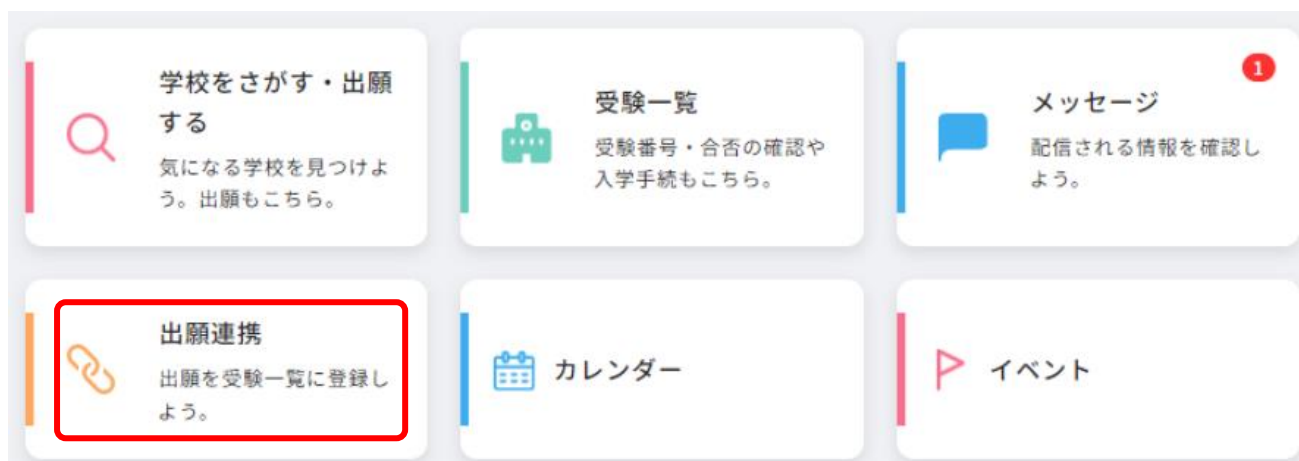 学校をさがす・出願
する
気になる学校を見つけよ
う。出願もこちら。
受験一覧
受験番号・合否の確認や
入学手続もこちら。
1
メッセージ
配信される情報を確認し
よう。
出願連携
出願を受験一覧に登録し
よう。
カレンダー
イベント